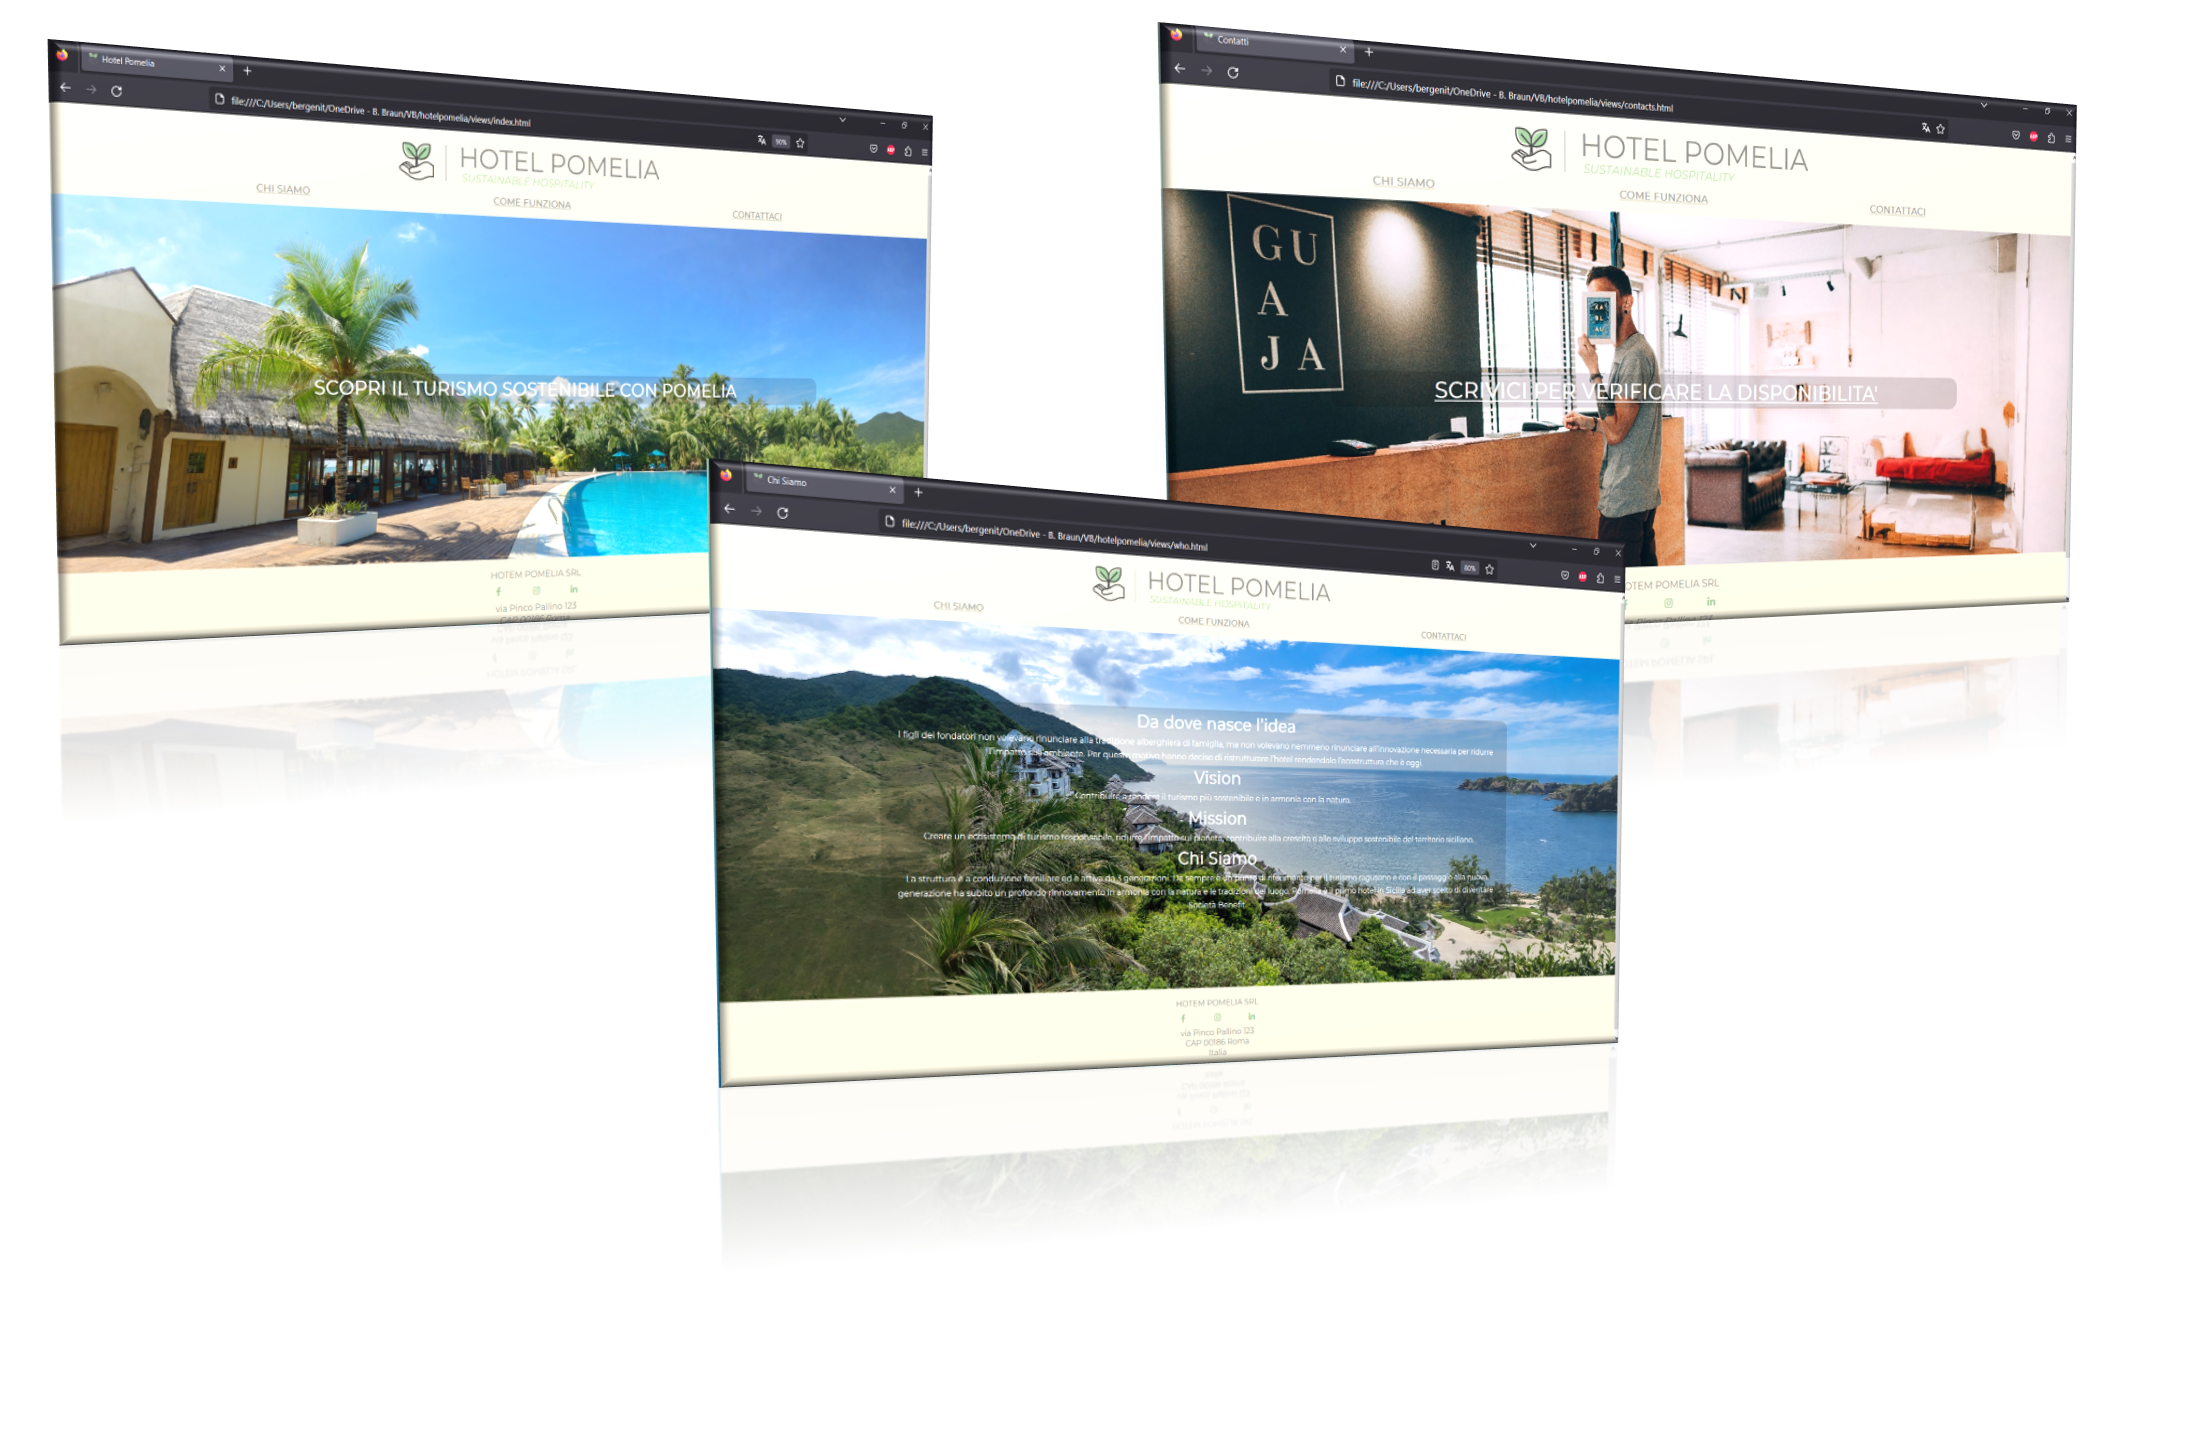 Hotel Pomelia
file:///C:/Users/bergenit/OneDrive - B. Braun/VB/hotelpomelia/views/index.html
90%
HOTEL POMELIA
SUSTAINABLE HOSPITALITY
CHI SIAMO
COME FUNZIONA
CONTATTACI
SCOPRI IL TURISMO SOSTENIBILE CON POMELIA
HOTEM POMELIA SRL
via Pinco Pallino 123
CAP 00186 Roma
Contatti
file:///C:/Users/bergenit/OneDrive - B. Braun/VB/hotelpomelia/views/contacts.html
HOTEL POMELIA
SUSTAINABLE HOSPITALITY
CHI SIAMO
COME FUNZIONA
CONTATTACI
GU
A
JA
SCRIVICI PER VERIFICARE LA DISPONIBILITA'
OTEM POMELIA SRL
Chi Siamo
file:///C:/Users/bergenit/OneDrive - B. Braun/VB/hotelpomelia/views/who.html
80%
HOTEL POMELIA
SUSTAINABLE HOSPITALITY
CHI SIAMO
COME FUNZIONA
CONTATTACI
Da dove nasce l'idea
I figli dei fondatori non volevano rinunciare alla tradizione alberghiera di famiglia, ma non volevano nemmeno rinunciare all'innovazione necessaria per ridurre
l'impatto sull'ambiente. Per questo motivo hanno deciso di ristrutturare l'hotel rendendolo l'ecostruttura che è oggi.
Vision
Contribuire a rendere il turismo più sostenibile e in armonia con la natura.
Mission
Creare un ecosistema di turismo responsabile, ridurre l'impatto sul pianeta, contribuire alla crescita e allo sviluppo sostenibile del territorio siciliano.
Chi Siamo
La struttura è a conduzione familiare ed è attiva da 3 generazioni. Da sempre è un punto di riferimento per il turismo ragusano e con il passaggio alla nuova
generazione ha subito un profondo rinnovamento in armonia con la natura e le tradizioni del luogo. Pomelia è il primo hotel in Sicilia ad aver scelto di diventare
Società Benefit.
HOTEM POMELIA SRL
via Pinco Pallino 123
CAP 00186 Roma
Italia